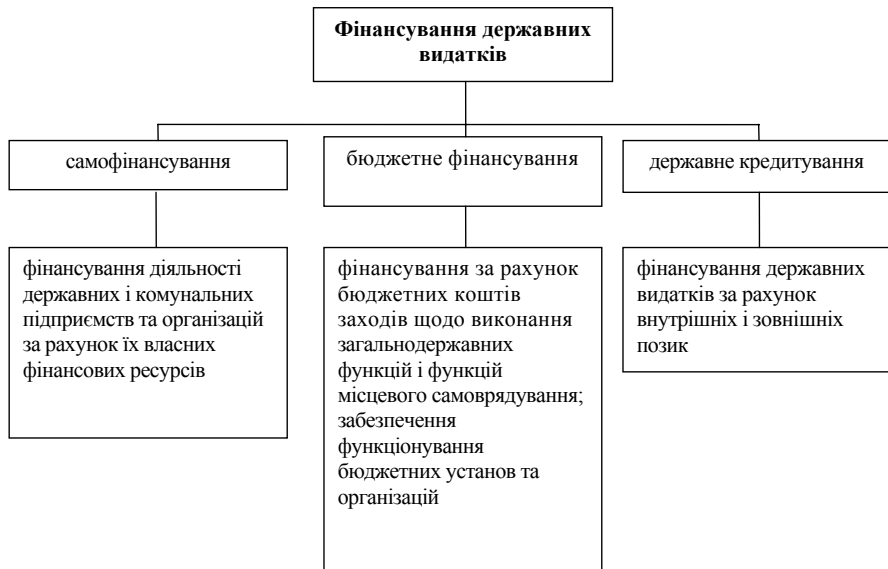 Фінансування державних
видатків
самофінансування
бюджетне фінансування
державне кредитування
фінансування діяльності
державних і комунальних
підприємств та організацій
за рахунок їх власних
фінансових ресурсів
фінансування за рахунок
бюджетних коштів
заходів щодо виконання
загальнодержавних
функцій і функцій
місцевого самоврядування;
забезпечення
функціонування
бюджетних установ та
організацій
фінансування державних
видатків за рахунок
внутрішніх і зовнішніх
позик